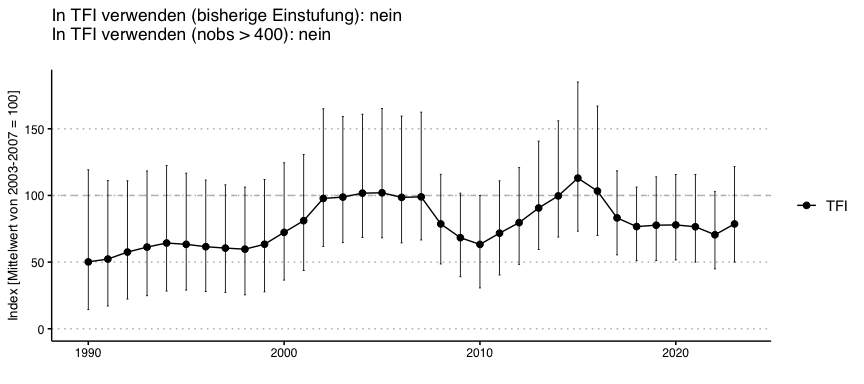 In TFI verwenden (bisherige Einstufung): nein
In TFI verwenden (nobs > 400): nein
Index [Mittelwert von 2003-2007 = 100]
150
100
50
0
TFI
1990
2000
2010
2020